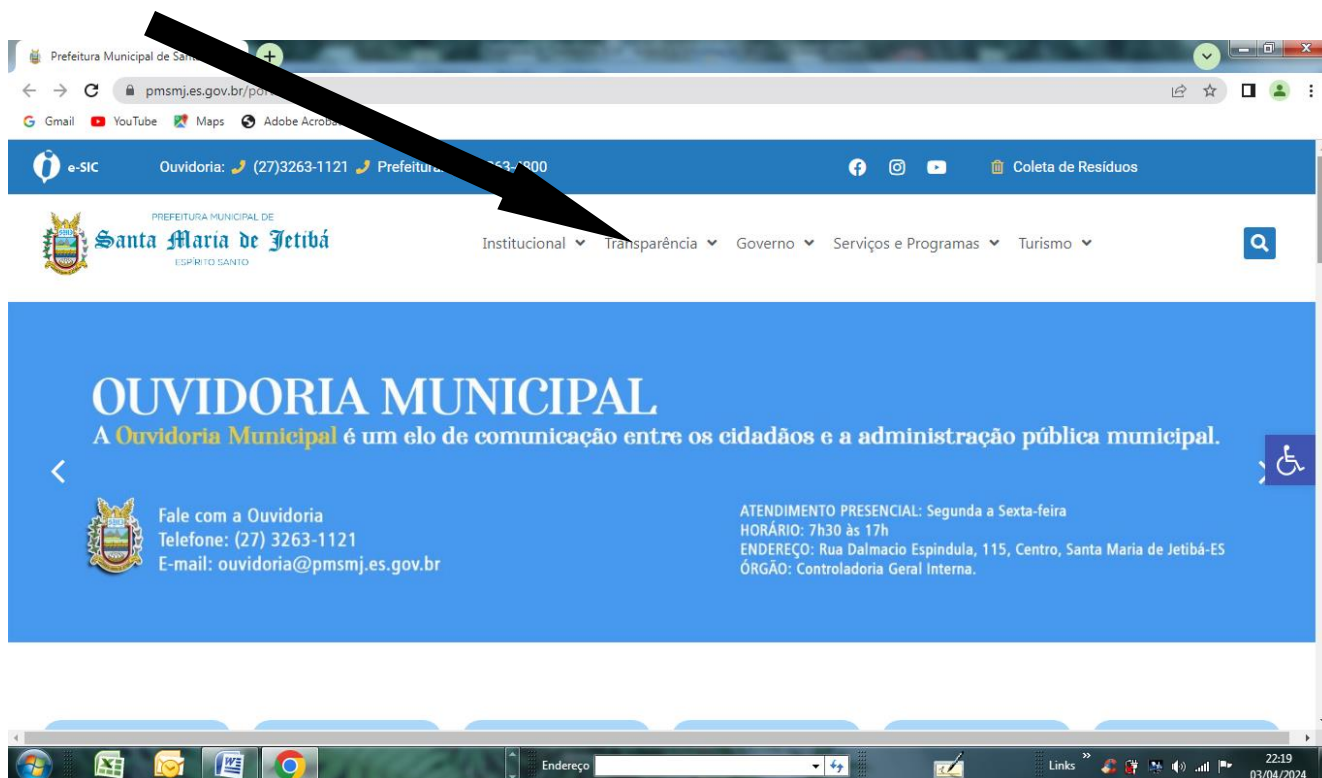 Prefeitura Municipal de
pmsmj.es.gov.br/
Gmail YouTube Maps Adobe
e-SIC Ouvidoria: (27)3263-1121 Coleta de Resíduos
PREFEITURA MUNICIPAL DE
Santa Maria de Jetibá
ESPÍRITO SANTO
Institucional Transparência Governo Serviços e Programas Turismo
OUVIDORIA MUNICIPAL
A Ouvidoria Municipal é um elo de comunicação entre os cidadãos e a administração pública municipal.
Fale com a Ouvidoria
Telefone: (27) 3263-1121
E-mail: ouvidoria@pmsmj.es.gov.br
ATENDIMENTO PRESENCIAL: Segunda a Sexta-feira
HORÁRIO: 7h30 às 17h
ENDEREÇO: Rua Dalmacio Espindula, 115, Centro, Santa Maria de Jetibá-ES
ÓRGÃO: Controladoria Geral Interna.
Endereço Links 22:19
03/04/2024